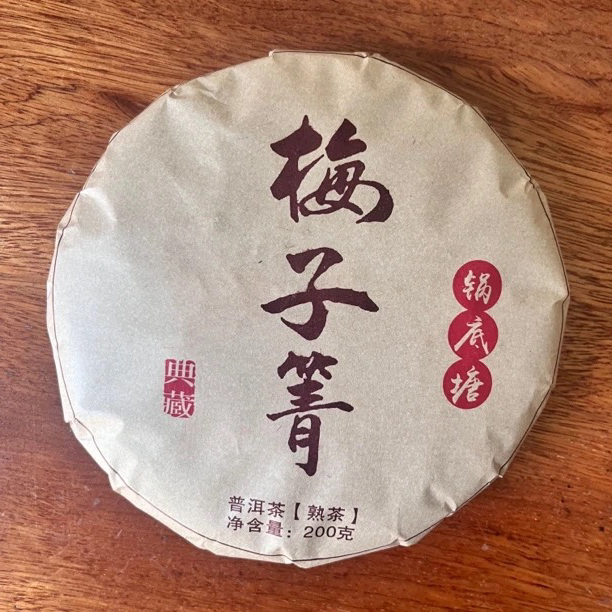 梅子箐
锅底塘
典藏
普洱茶【熟茶】
净含量：200克